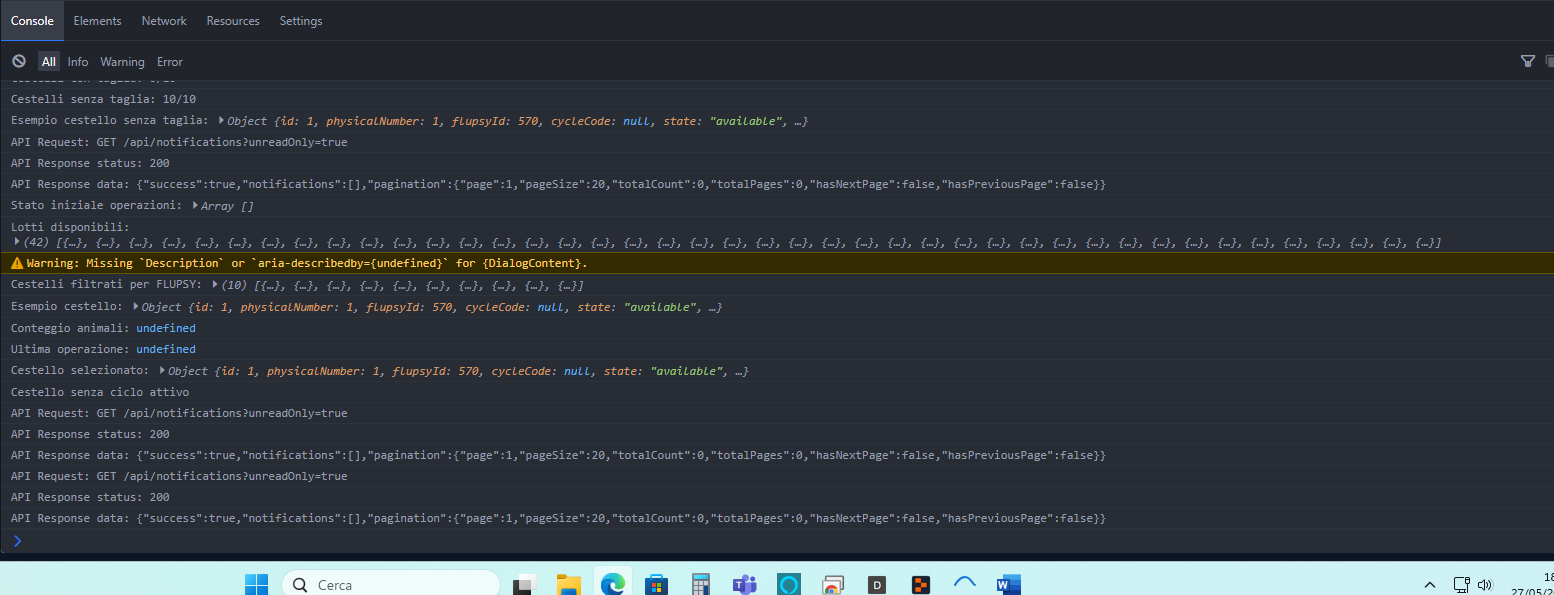 Console Elements Network Resources Settings
All Info Warning Error
Cestelli senza taglia: 10/10
Esempio cestello senza taglia: Object {id: 1, physicalNumber: 1, flupsyId: 570, cycleCode: null, state: "available", …}
API Request: GET /api/notifications?unreadOnly=true
API Response status: 200
API Response data: {"success":true,"notifications":[],"pagination":{"page":1,"pageSize":20,"totalCount":0,"totalPages":0,"hasNextPage":false,"hasPreviousPage":false}}
Stato iniziale operazioni: Array []
Lotti disponibili:
(42) [{…}, {…}, {…}, {…}, {…}, {…}, {…}, {…}, {…}, {…}, {…}, {…}, {…}, {…}, {…}, {…}, {…}, {…}, {…}, {…}, {…}, {…}, {…}, {…}, {…}, {…}, {…}, {…}, {…}, {…}, {…}, {…}, {…}, {…}, {…}, {…}, {…}, {…}, {…}, {…}, {…}, {…}]
Warning: Missing `Description` or `aria-describedby={undefined}` for {DialogContent}.
Cestelli filtrati per FLUPSY: (10) [{…}, {…}, {…}, {…}, {…}, {…}, {…}, {…}, {…}, {…}]
Esempio cestello: Object {id: 1, physicalNumber: 1, flupsyId: 570, cycleCode: null, state: "available", …}
Conteggio animali: undefined
Ultima operazione: undefined
Cestello selezionato: Object {id: 1, physicalNumber: 1, flupsyId: 570, cycleCode: null, state: "available", …}
Cestello senza ciclo attivo
API Request: GET /api/notifications?unreadOnly=true
API Response status: 200
API Response data: {"success":true,"notifications":[],"pagination":{"page":1,"pageSize":20,"totalCount":0,"totalPages":0,"hasNextPage":false,"hasPreviousPage":false}}
API Request: GET /api/notifications?unreadOnly=true
API Response status: 200
API Response data: {"success":true,"notifications":[],"pagination":{"page":1,"pageSize":20,"totalCount":0,"totalPages":0,"hasNextPage":false,"hasPreviousPage":false}}
Cerca
18
27/05/2